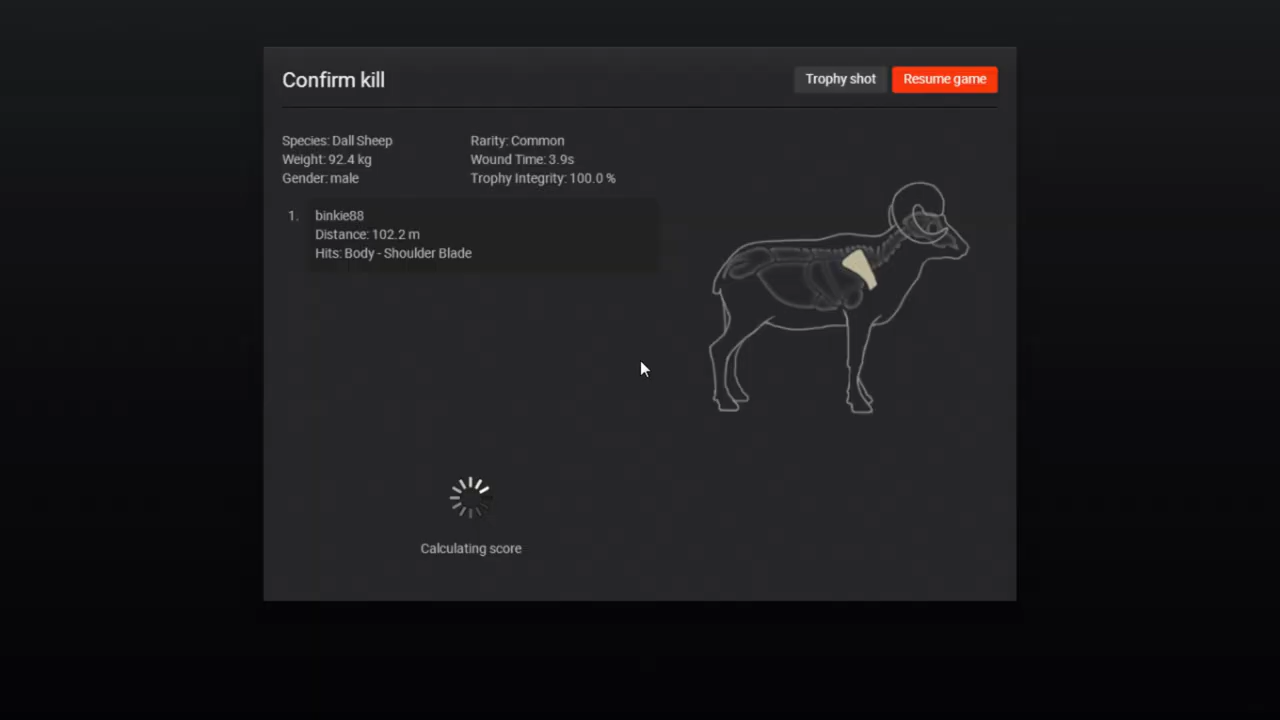 Confirm kill
Trophy shot
Resume game
Species: Dall Sheep
Rarity: Common
Weight: 92.4 kg
Wound Time: 3.9s
Gender: male
Trophy Integrity: 100.0 %
1.
binkie88
Distance: 102.2 m
Hits: Body - Shoulder Blade
Calculating score